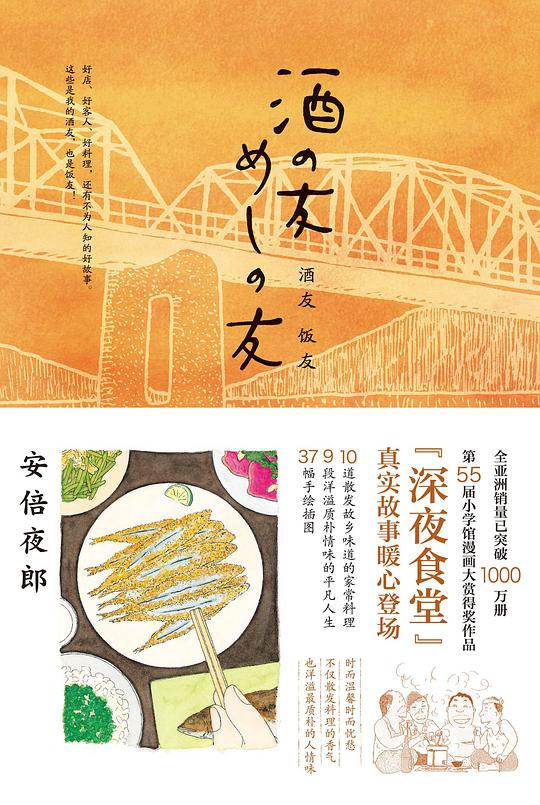 酒の友
めしの友
酒友 饭友
好店、好客人、好料理，还有不为人知的好故事。
这些是我的酒友，也是饭友！
全亚洲销量已突破1000万册
第55届小学馆漫画大赏得奖作品
『深夜食堂』
真实故事暖心登场
10道散发故乡味道的家常料理
9段洋溢质朴情味的平凡人生
37幅手绘插图
时而温馨时而忧愁
不仅散发料理的香气
也洋溢最质朴的人情味
安倍夜郎